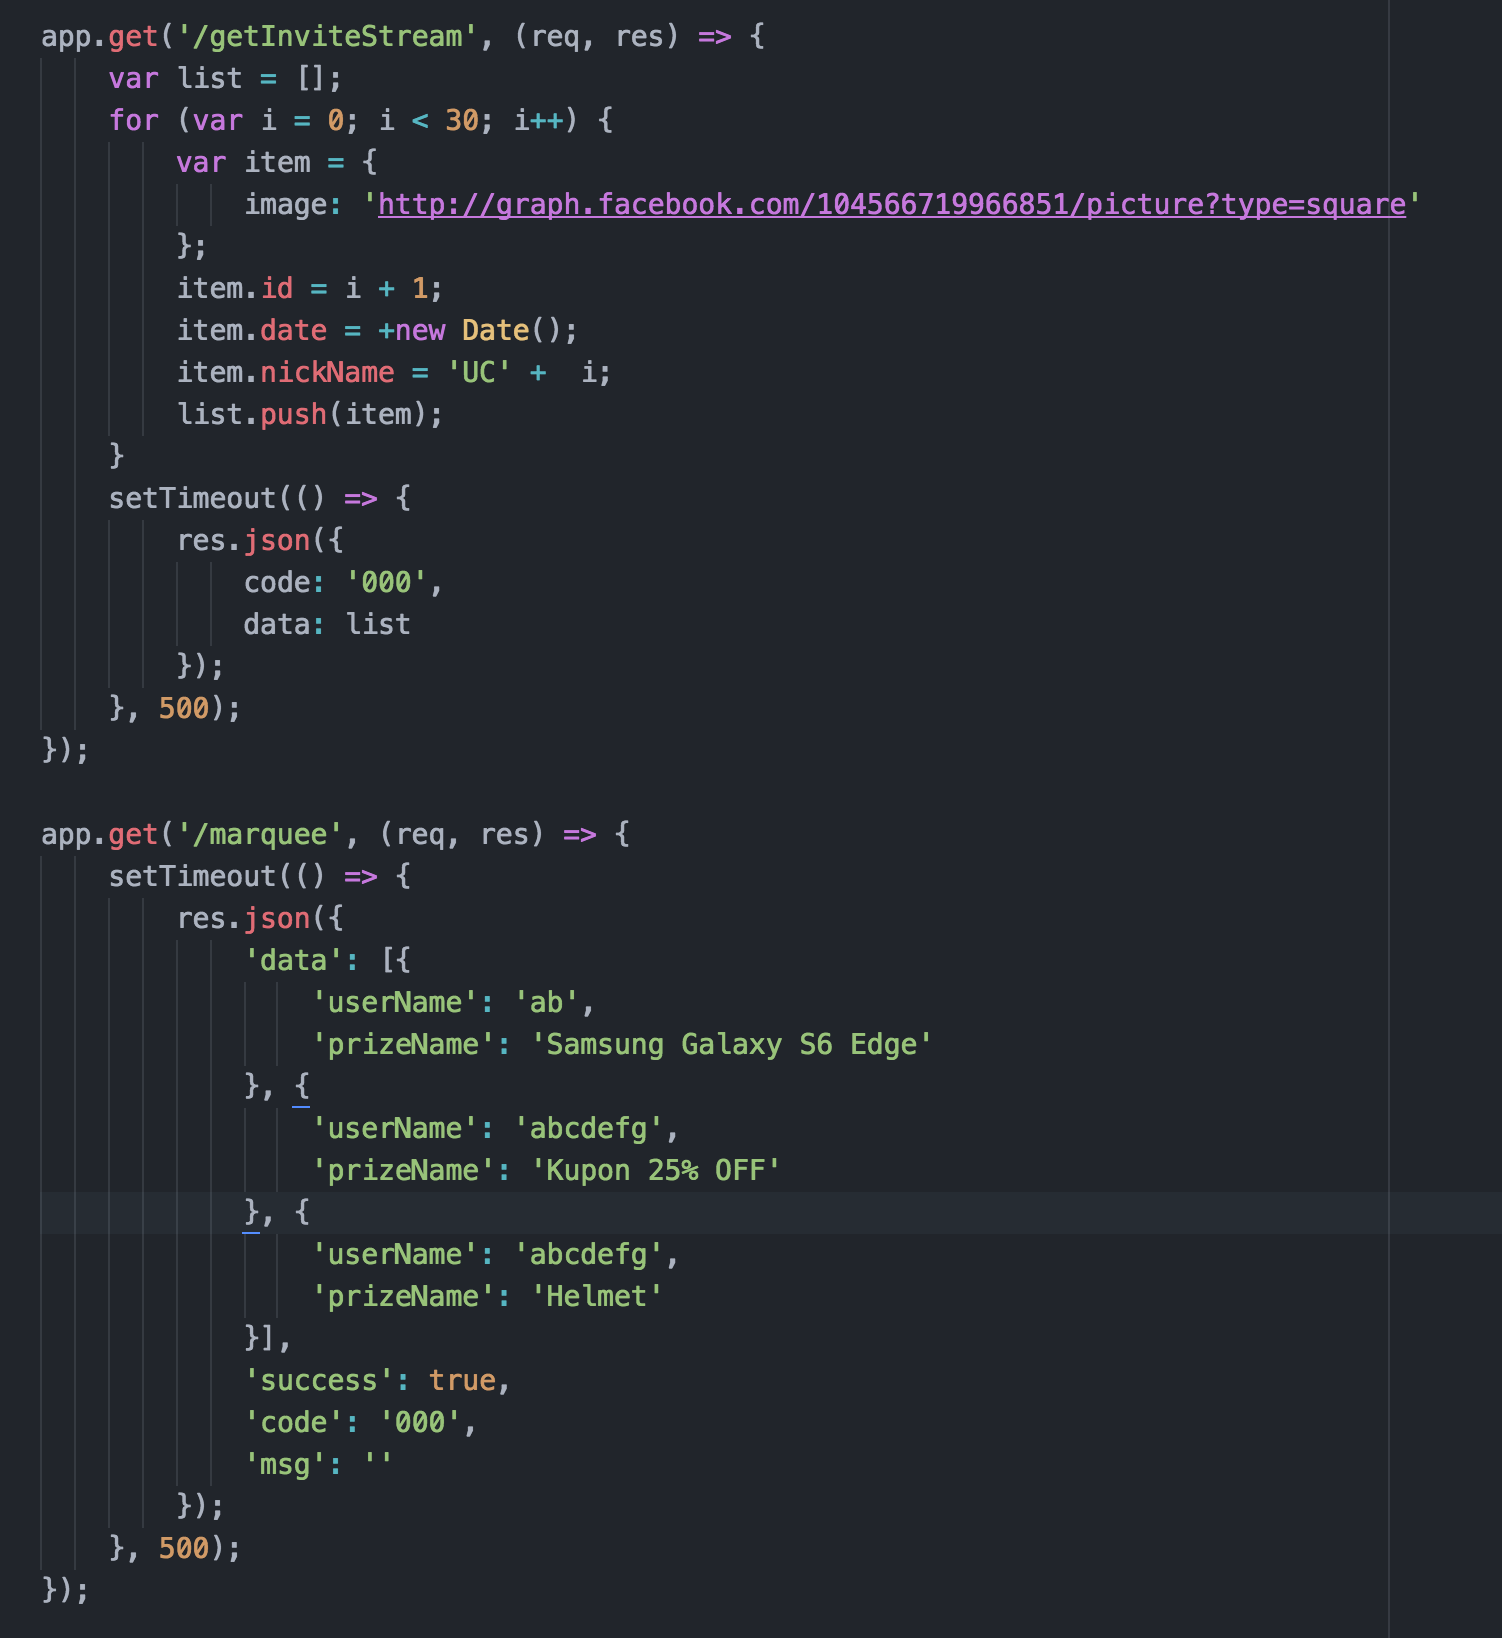 app.get('/getInviteStream', (req, res) => {
    var list = [];
    for (var i = 0; i < 30; i++) {
        var item = {
            image: 'http://graph.facebook.com/104566719966851/picture?type=square'
        };
        item.id = i + 1;
        item.date = +new Date();
        item.nickName = 'UC' +  i;
        list.push(item);
    }
    setTimeout(() => {
        res.json({
            code: '000',
            data: list
        });
    }, 500);
});

app.get('/marquee', (req, res) => {
    setTimeout(() => {
        res.json({
            'data': [{
                'userName': 'ab',
                'prizeName': 'Samsung Galaxy S6 Edge'
            }, {
                'userName': 'abcdefg',
                'prizeName': 'Kupon 25% OFF'
            }, {
                'userName': 'abcdefg',
                'prizeName': 'Helmet'
            }],
            'success': true,
            'code': '000',
            'msg': ''
        });
    }, 500);
});